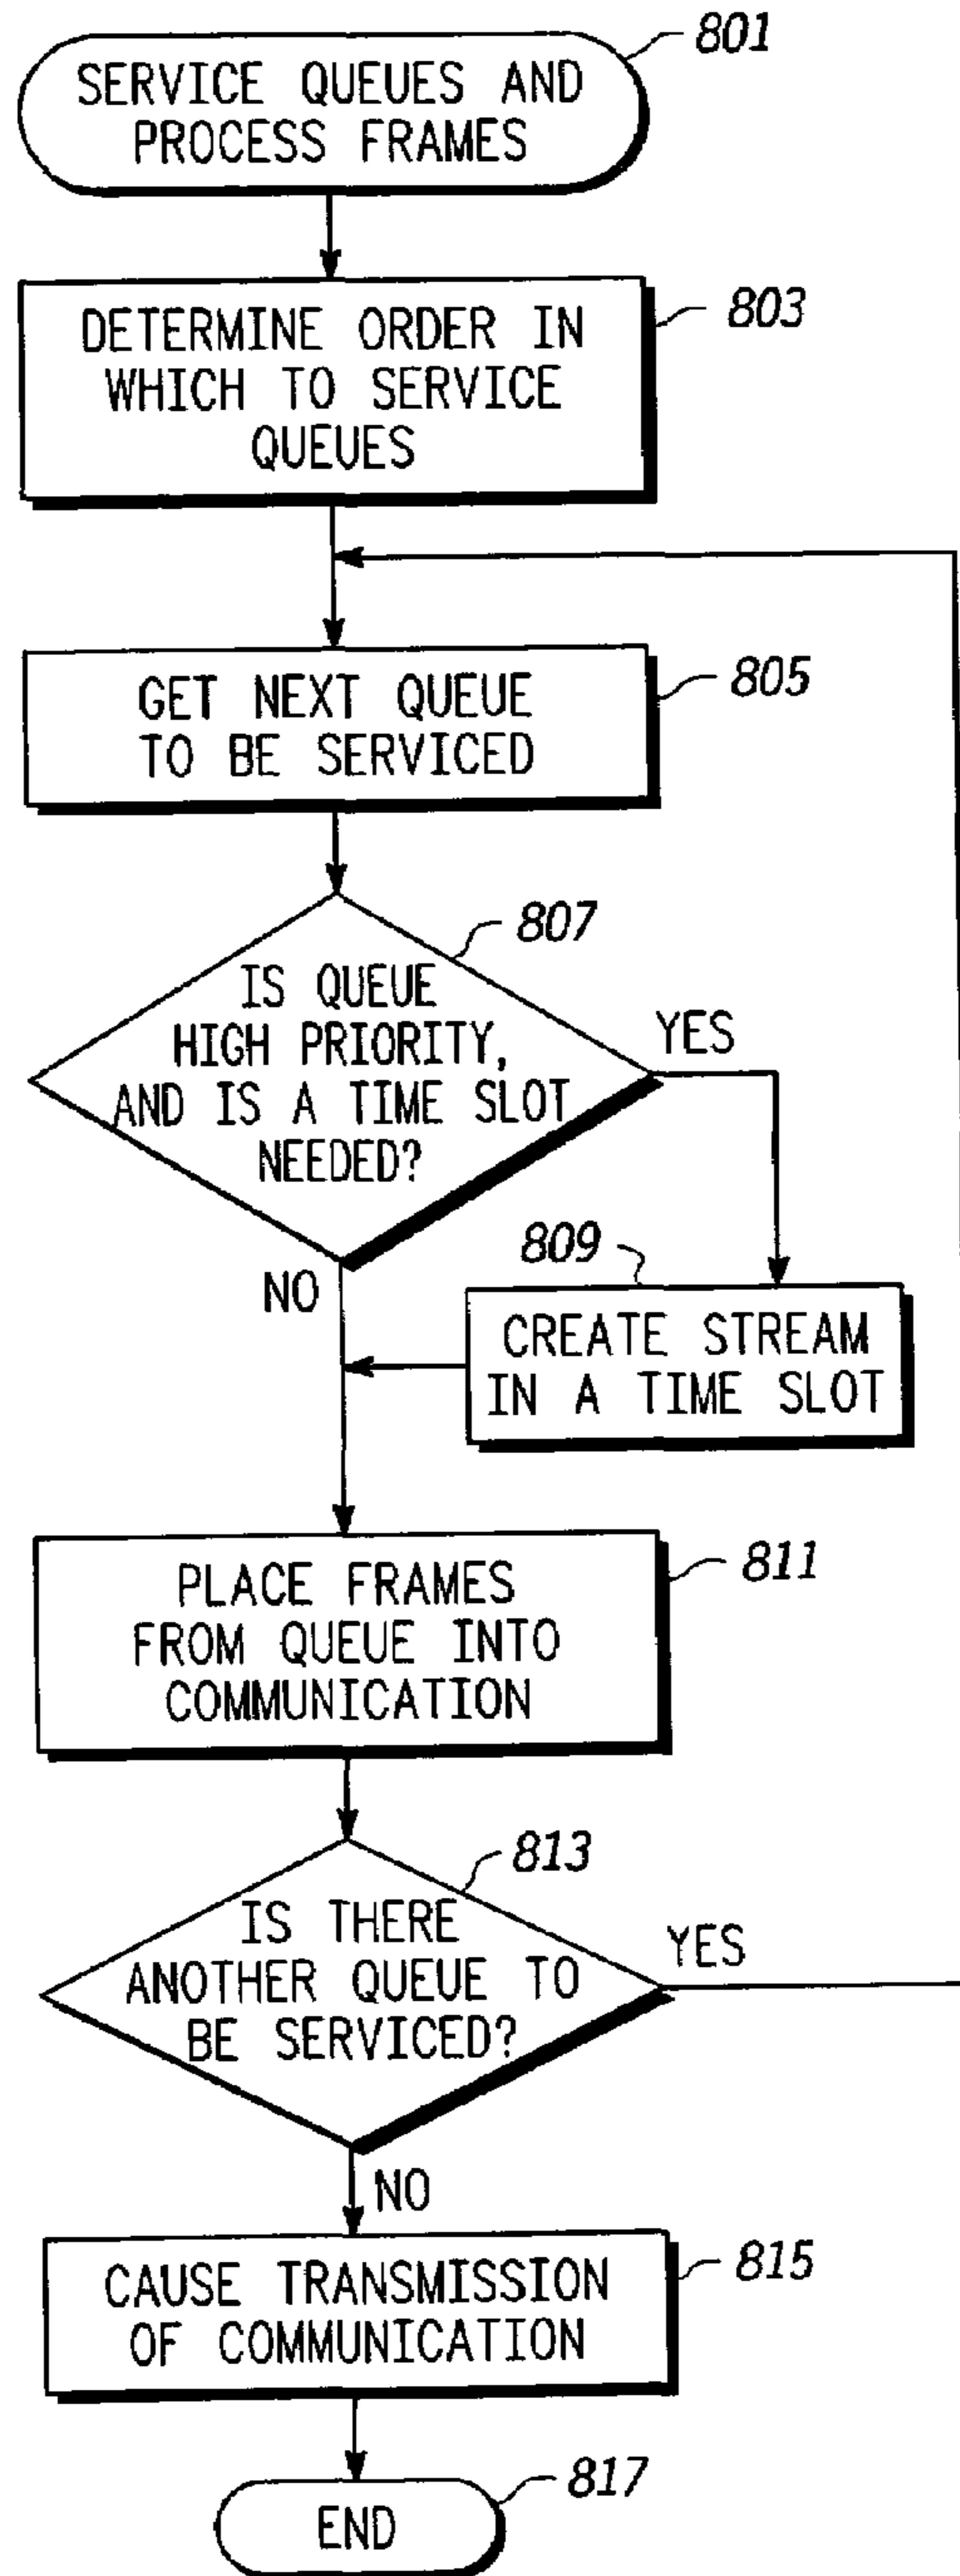 801
SERVICE QUEUES AND
PROCESS FRAMES
803
DETERMINE ORDER IN
WHICH TO SERVICE
QUEUES
805
GET NEXT QUEUE
TO BE SERVICED
807
IS QUEUE
HIGH PRIORITY,
AND IS A TIME SLOT
NEEDED?
YES
NO
809
CREATE STREAM
IN A TIME SLOT
811
PLACE FRAMES
FROM QUEUE INTO
COMMUNICATION
813
IS THERE
ANOTHER QUEUE TO
BE SERVICED?
YES
NO
815
CAUSE TRANSMISSION
OF COMMUNICATION
817
END